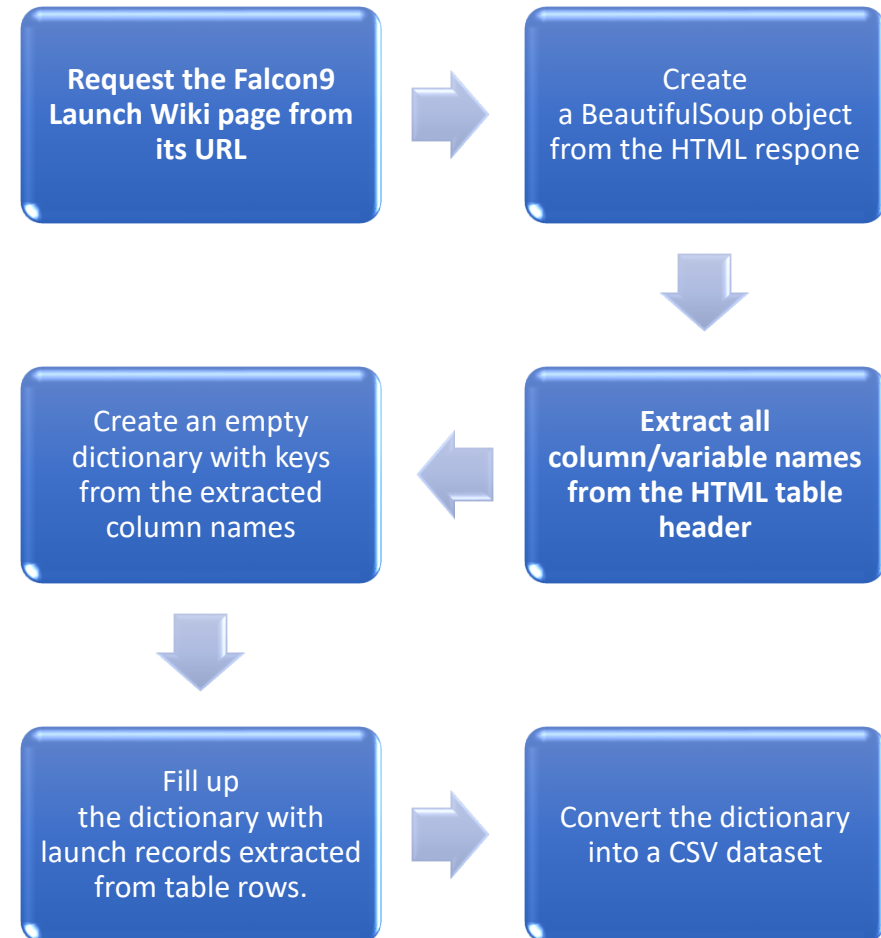 Request the Falcon9
Launch Wiki page from
its URL
Create
a BeautifulSoup object
from the HTML respone
Extract all
column/variable names
from the HTML table
header
Create an empty
dictionary with keys
from the extracted
column names
Fill up
the dictionary with
launch records extracted
from table rows.
Convert the dictionary
into a CSV dataset